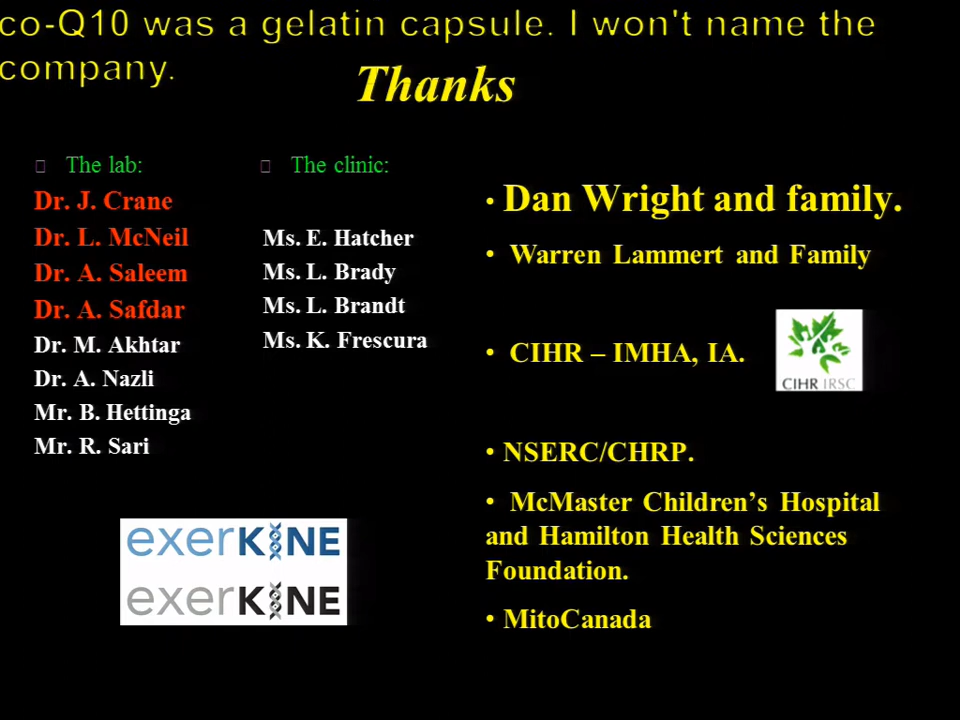 co-Q10 was a gelatin capsule. I won't name the
company.
Thanks
The lab:
Dr. J. Crane
Dr. L. McNeil
Dr. A. Saleem
Dr. A. Safdar
Dr. M. Akhtar
Dr. A. Nazli
Mr. B. Hettinga
Mr. R. Sari
The clinic:
Ms. E. Hatcher
Ms. L. Brady
Ms. L. Brandt
Ms. K. Frescura
• Dan Wright and family.
• Warren Lammert and Family
• CIHR – IMHA, IA.
CIHR IRSC
• NSERC/CHRP.
• McMaster Children’s Hospital
and Hamilton Health Sciences
Foundation.
• MitoCanada
exerKINE
exerKINE